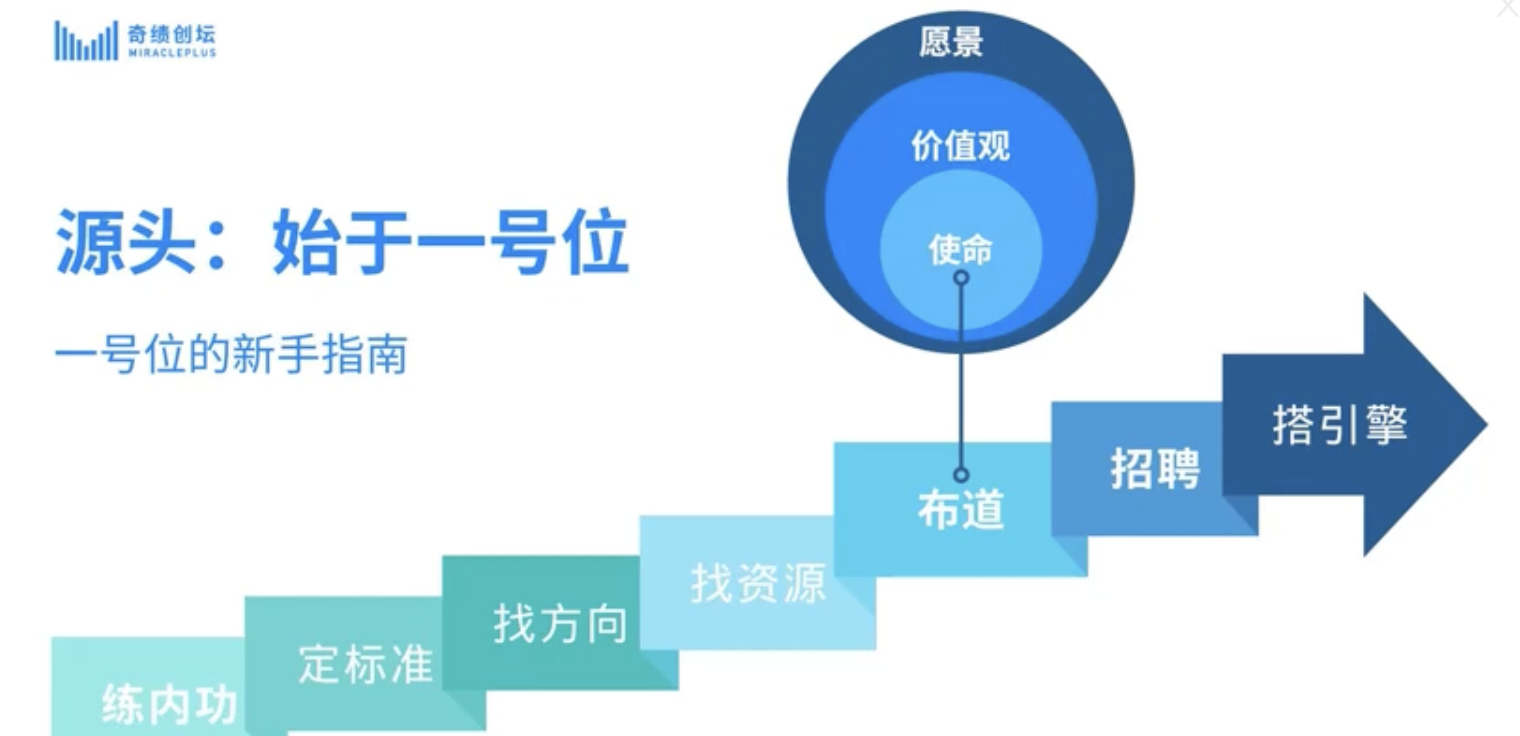 奇绩创坛
MIRACLEPLUS
愿景
价值观
使命
源头：始于一号位
一号位的新手指南
练内功
定标准
找方向
找资源
布道
招聘
搭引擎